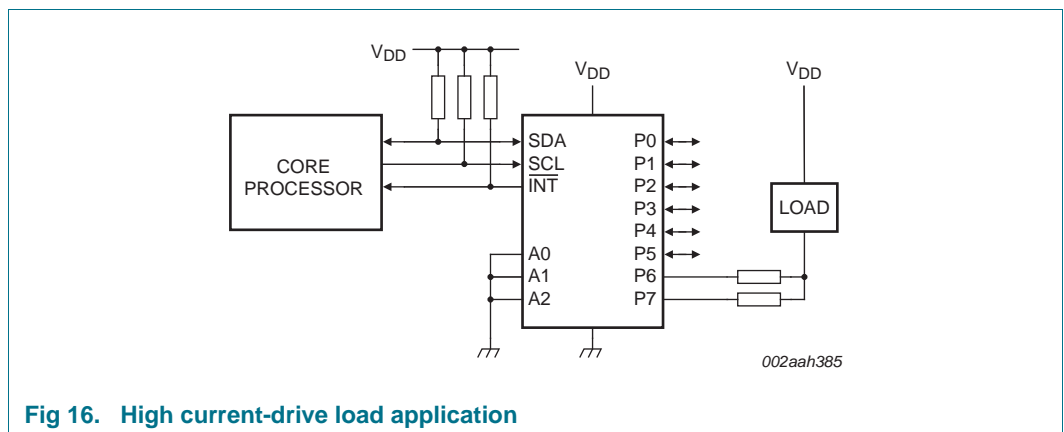 VDD
VDD
VDD
CORE
PROCESSOR
SDA
SCL
INT
A0
A1
A2
P0
P1
P2
P3
P4
P5
P6
P7
LOAD
002aah385
Fig 16. High current-drive load application